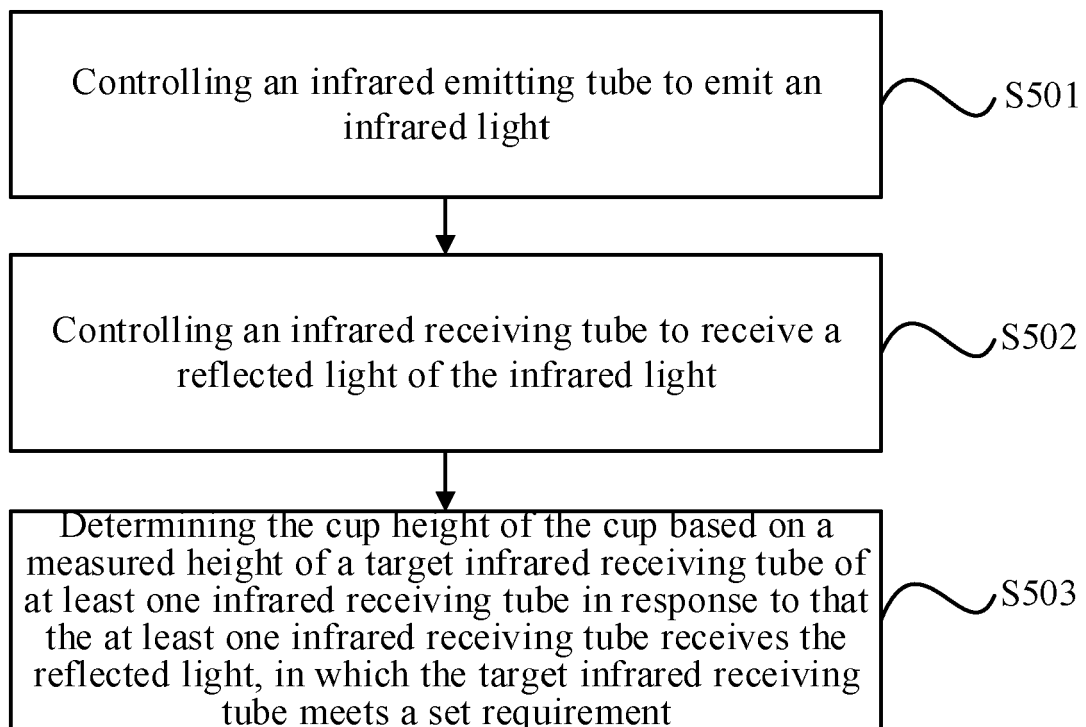 Controlling an infrared emitting tube to emit an
infrared light
S501
Controlling an infrared receiving tube to receive a
reflected light of the infrared light
S502
Determining the cup height of the cup based on a
measured height of a target infrared receiving tube of
at least one infrared receiving tube in response to that
the at least one infrared receiving tube receives the
reflected light, in which the target infrared receiving
tube meets a set requirement
S503